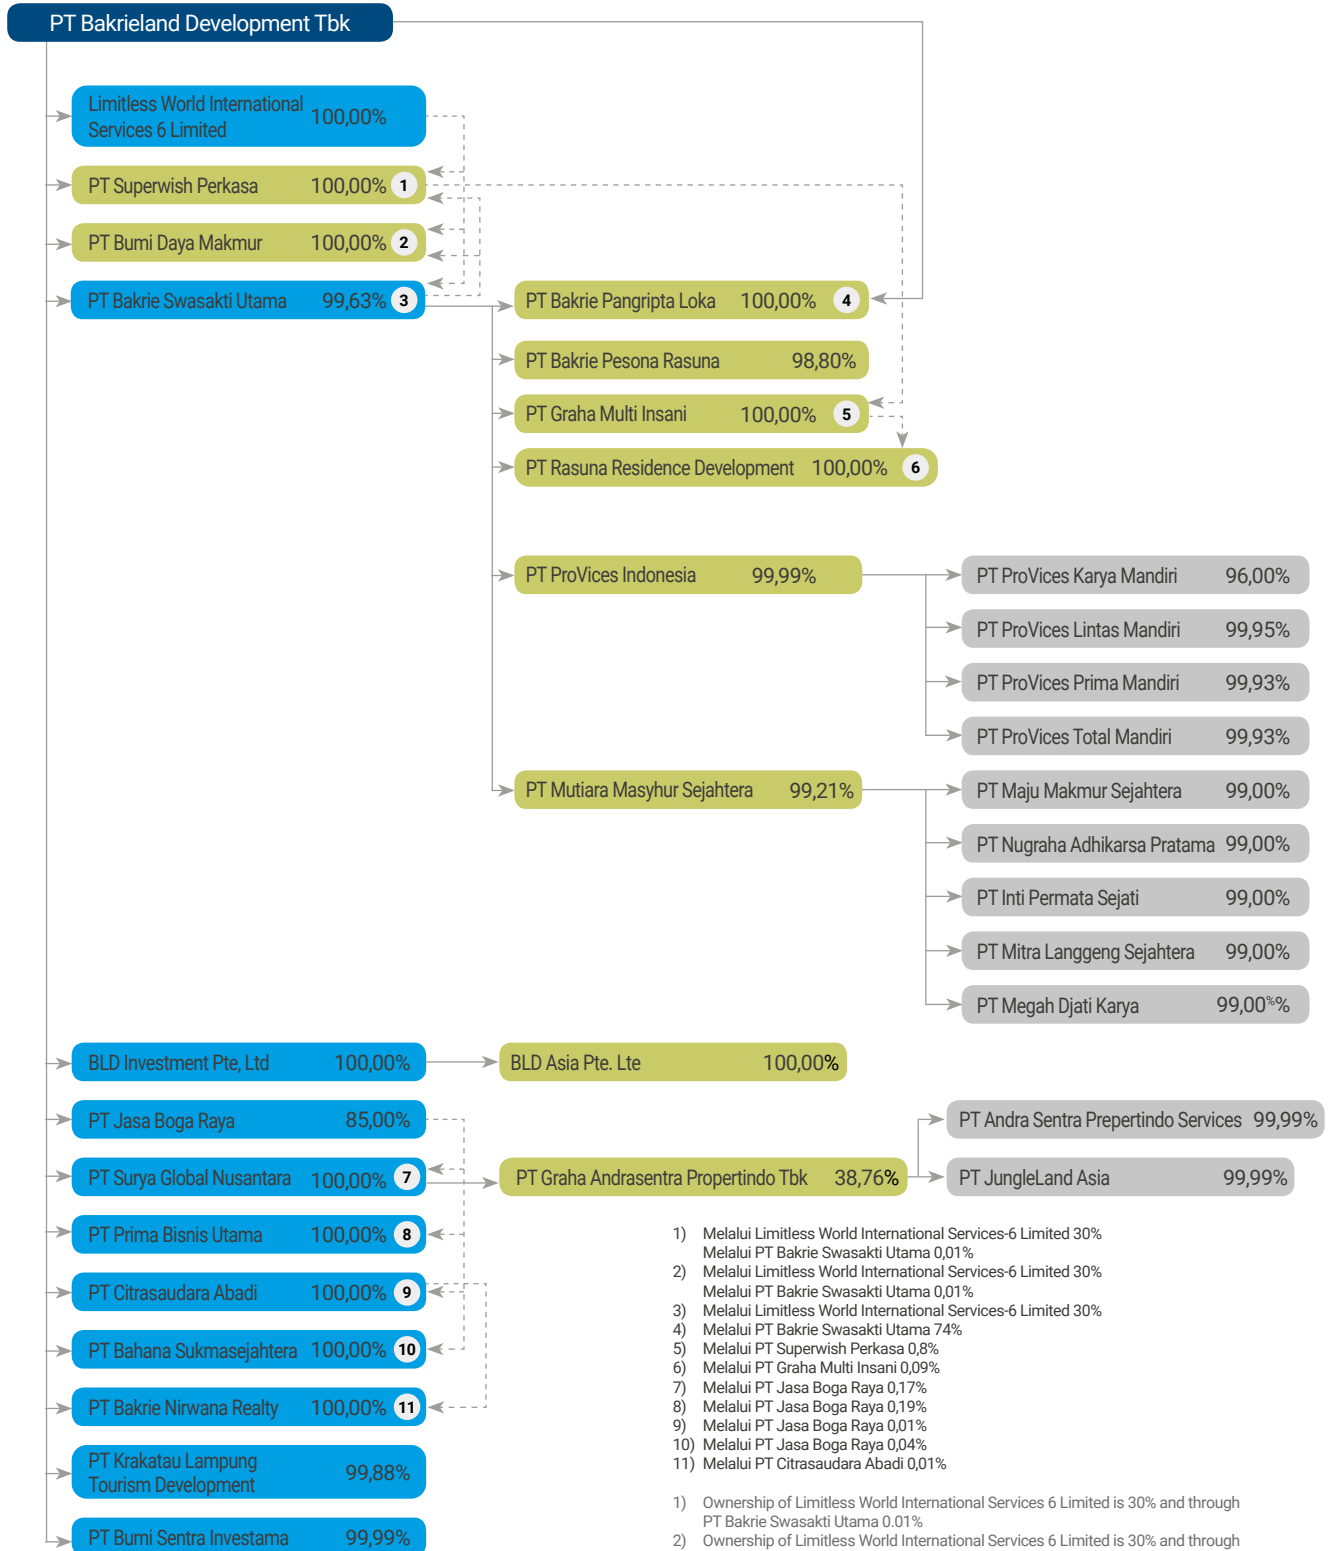 PT Bakrieland Development Tbk
Limitless World International
Services 6 Limited
100,00%
PT Superwish Perkasa 100,00% 1
PT Bumi Daya Makmur 100,00% 2
PT Bakrie Swasakti Utama 99,63% 3
PT Bakrie Pangripta Loka 100,00% 4
PT Bakrie Pesona Rasuna 98,80%
PT Graha Multi Insani 100,00% 5
PT Rasuna Residence Development 100,00% 6
PT ProVices Indonesia 99,99%
PT ProVices Karya Mandiri 96,00%
PT ProVices Lintas Mandiri 99,95%
PT ProVices Prima Mandiri 99,93%
PT ProVices Total Mandiri 99,93%
PT Mutiara Masyhur Sejahtera 99,21%
PT Maju Makmur Sejahtera 99,00%
PT Nugraha Adhikarsa Pratama 99,00%
PT Inti Permata Sejati 99,00%
PT Mitra Langgeng Sejahtera 99,00%
PT Megah Djati Karya 99,00%%
BLD Investment Pte, Ltd 100,00%
BLD Asia Pte. Lte 100,00%
PT Jasa Boga Raya 85,00%
PT Surya Global Nusantara 100,00% 7
PT Graha Andrasentra Propertindo Tbk 38,76%
PT Andra Sentra Prepertindo Services 99,99%
PT JungleLand Asia 99,99%
PT Prima Bisnis Utama 100,00% 8
PT Citrasaudara Abadi 100,00% 9
PT Bahana Sukmasejahtera 100,00% 10
PT Bakrie Nirwana Realty 100,00% 11
PT Krakatau Lampung
Tourism Development
99,88%
PT Bumi Sentra Investama 99,99%
1) Melalui Limitless World International Services-6 Limited 30%
Melalui PT Bakrie Swasakti Utama 0,01%
2) Melalui Limitless World International Services-6 Limited 30%
Melalui PT Bakrie Swasakti Utama 0,01%
3) Melalui Limitless World International Services-6 Limited 30%
4) Melalui PT Bakrie Swasakti Utama 74%
5) Melalui PT Superwish Perkasa 0,8%
6) Melalui PT Graha Multi Insani 0,09%
7) Melalui PT Jasa Boga Raya 0,17%
8) Melalui PT Jasa Boga Raya 0,19%
9) Melalui PT Jasa Boga Raya 0,01%
10) Melalui PT Jasa Boga Raya 0,04%
11) Melalui PT Citrasaudara Abadi 0,01%
1) Ownership of Limitless World International Services 6 Limited is 30% and through
PT Bakrie Swasakti Utama 0.01%
2) Ownership of Limitless World International Services 6 Limited is 30% and through